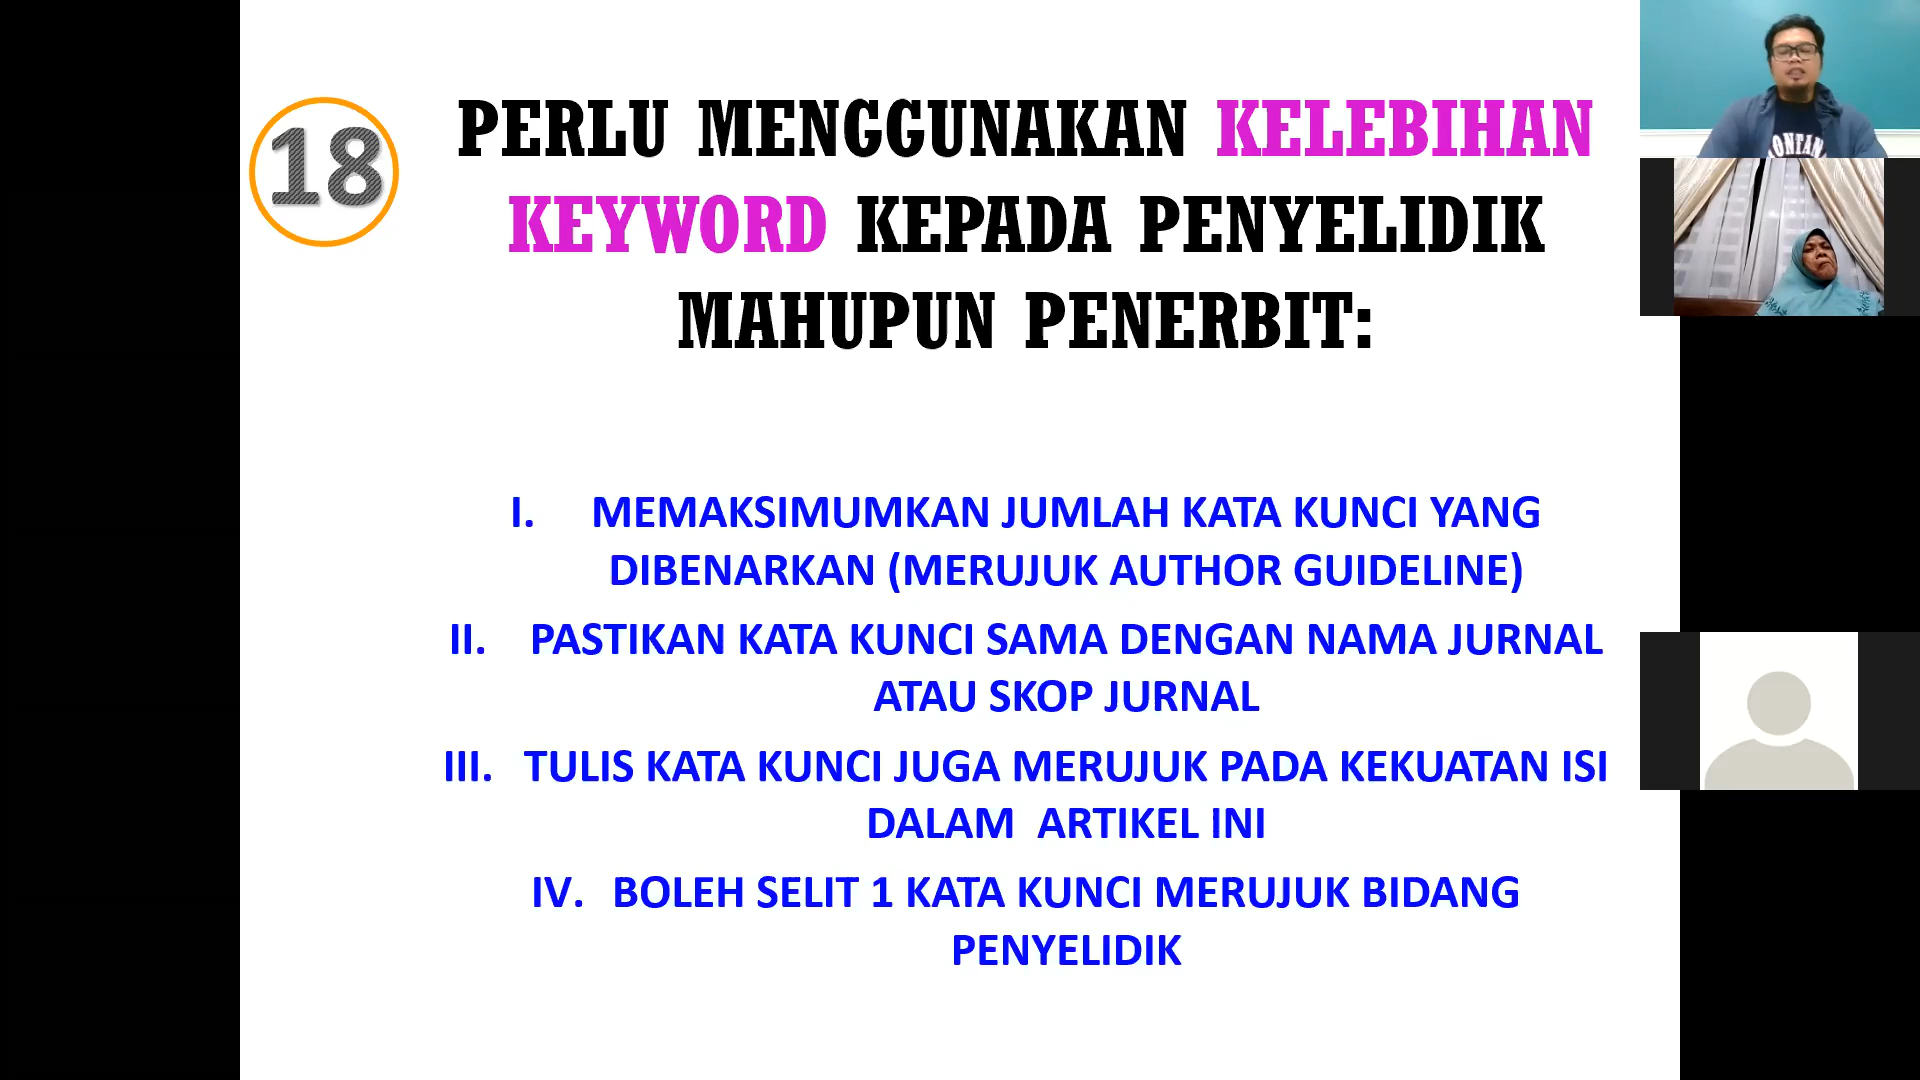 18
PERLU MENGGUNAKAN KELEBIHAN
KEYWORD KEPADA PENYELIDIK
MAHUPUN PENERBIT:
I. MEMAKSIMUMKAN JUMLAH KATA KUNCI YANG
DIBENARKAN (MERUJUK AUTHOR GUIDELINE)
II. PASTIKAN KATA KUNCI SAMA DENGAN NAMA JURNAL
ATAU SKOP JURNAL
III. TULIS KATA KUNCI JUGA MERUJUK PADA KEKUATAN ISI
DALAM ARTIKEL INI
IV. BOLEH SELIT 1 KATA KUNCI MERUJUK BIDANG
PENYELIDIK